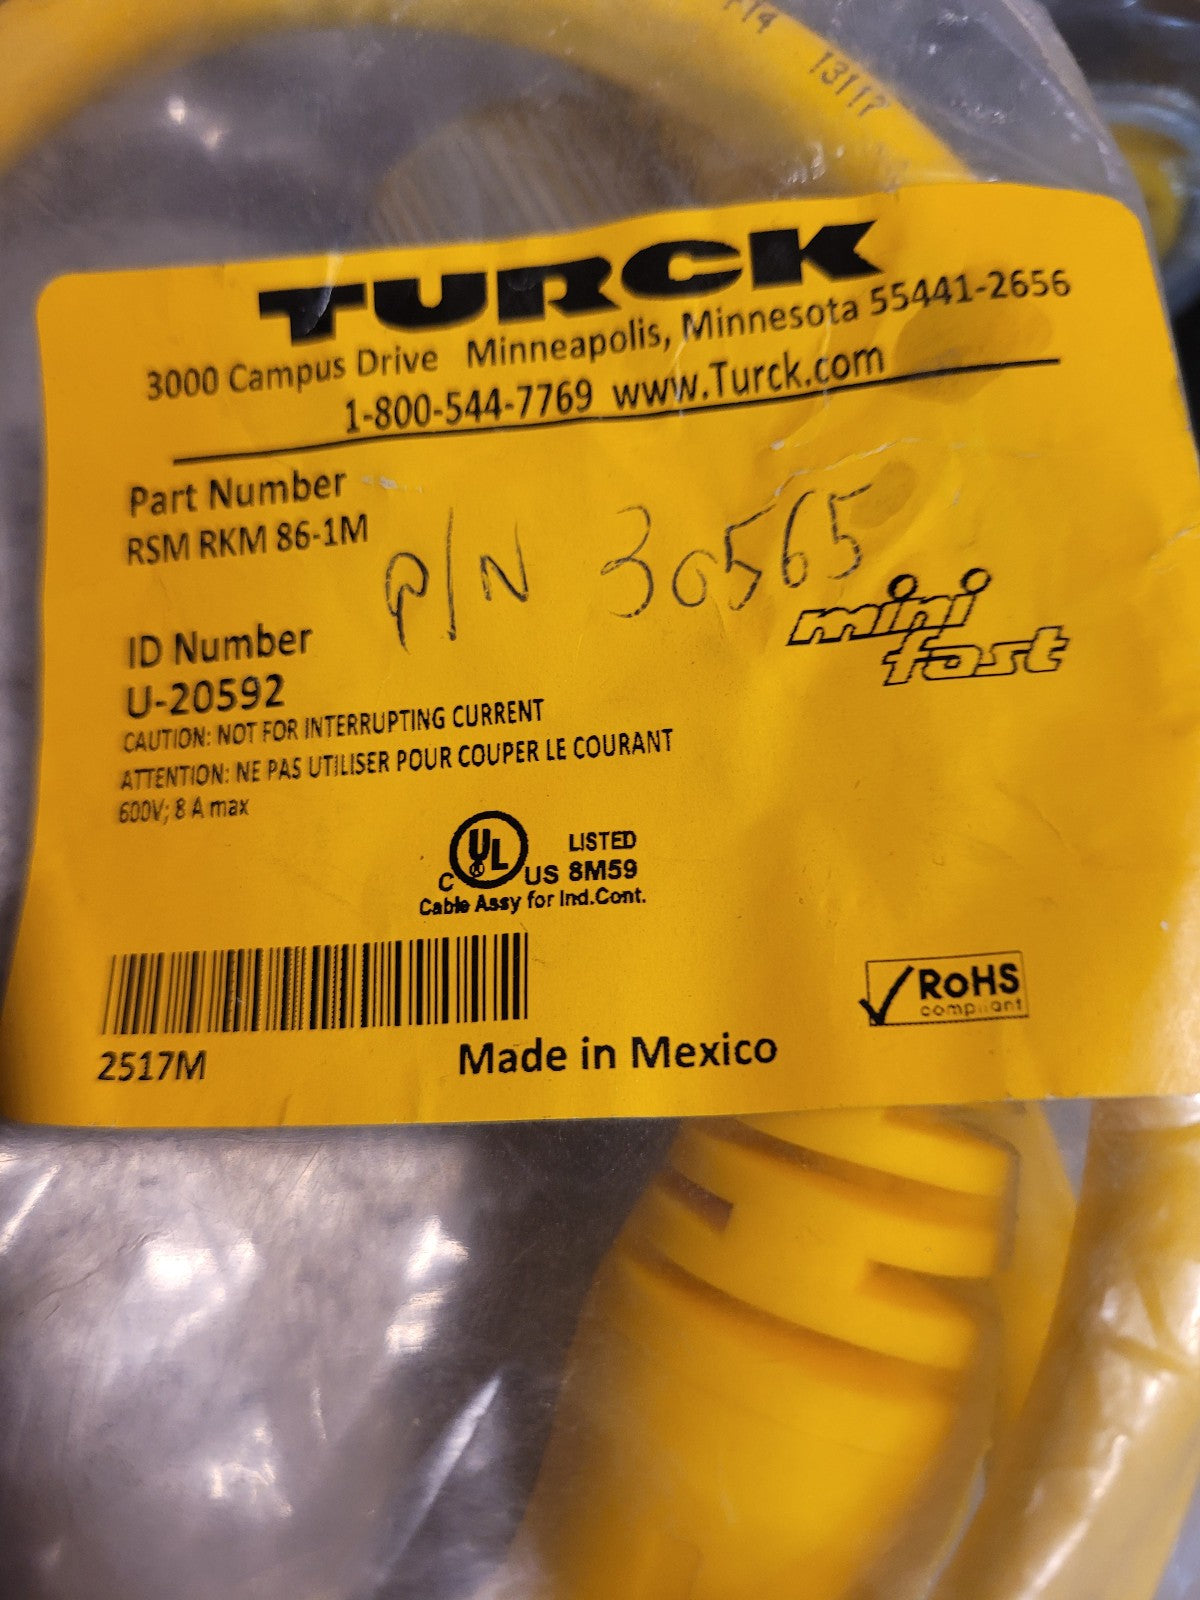 13117
TURCK
3000 Campus Drive Minneapolis, Minnesota 55441-2656
1-800-544-7769 www.Turck.com
Part Number
RSM RKM 86-1M
P/N 30565
mini
fast
ID Number
U-20592
CAUTION: NOT FOR INTERRUPTING CURRENT
ATTENTION: NE PAS UTILISER POUR COUPER LE COURANT
600V; 8 A max
C UL ® US LISTED
8M59
Cable Assy for Ind.Cont.
RoHS
compliant
2517M
Made in Mexico